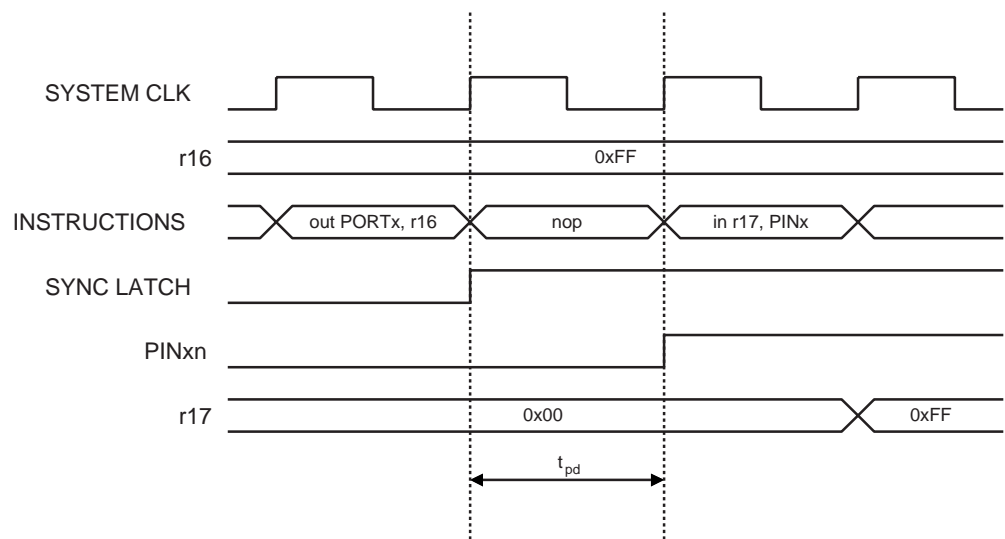 SYSTEM CLK
r16
0xFF
INSTRUCTIONS
out PORTx, r16
nop
in r17, PINx
SYNC LATCH
PINxn
r17
0x00
0xFF
tpd